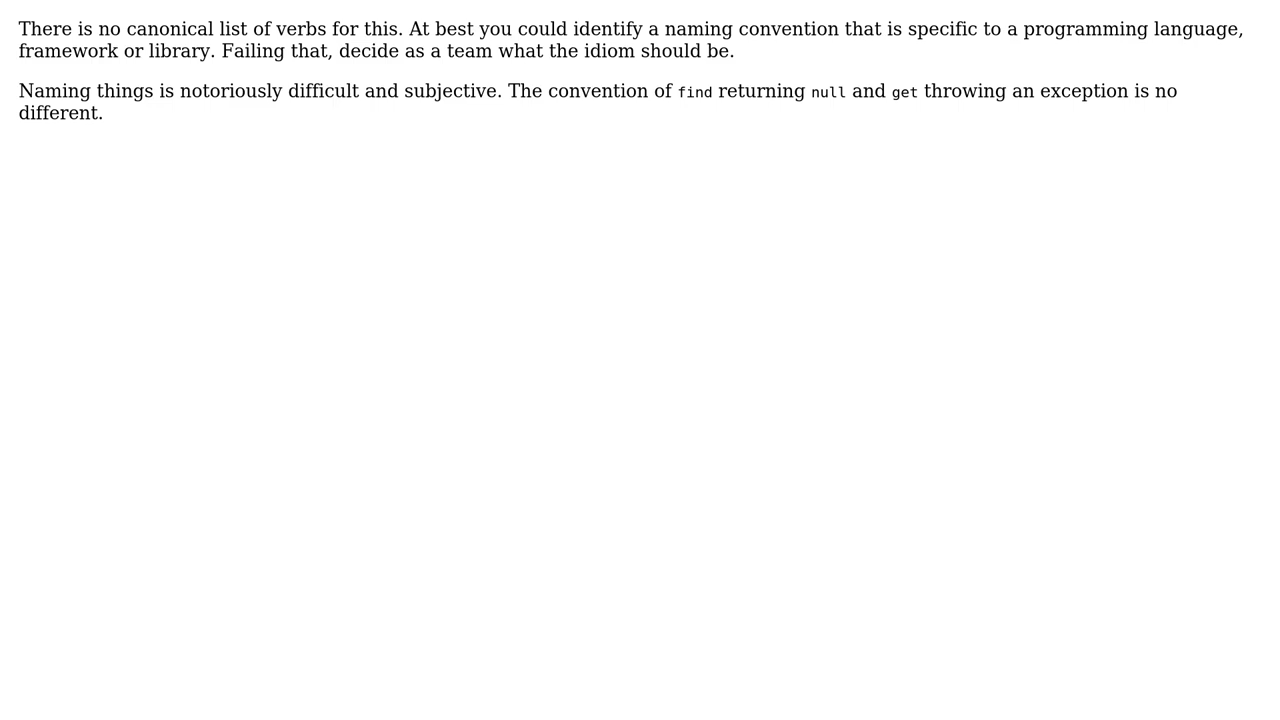 There is no canonical list of verbs for this. At best you could identify a naming convention that is specific to a programming language,
framework or library. Failing that, decide as a team what the idiom should be.
Naming things is notoriously difficult and subjective. The convention of find returning null and get throwing an exception is no
different.